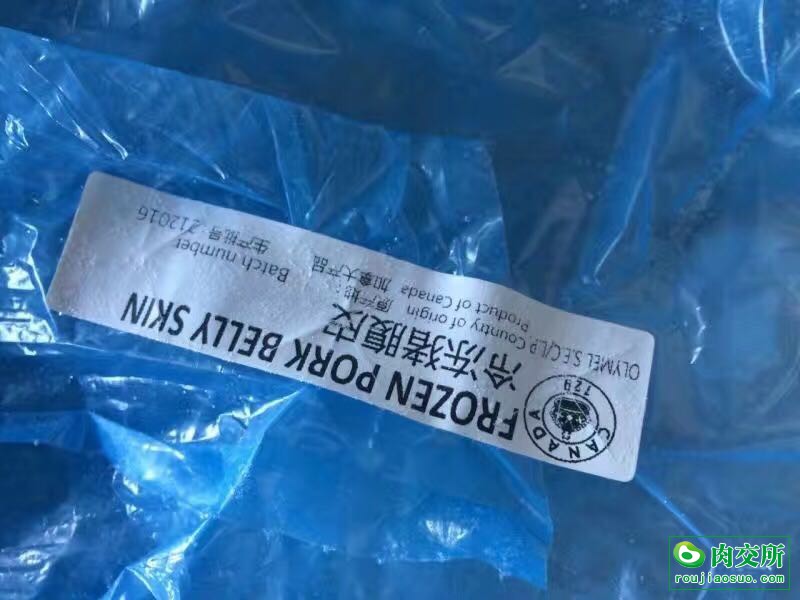 FROZEN PORK BELLY SKIN
冷冻猪腹皮
OLYMEL S.E.C/L.P. Country of origin 原产地
Product of Canada 加拿大产品
Batch number
生产批号 212016
CANADA
129
肉交所
roujiaosuo.com